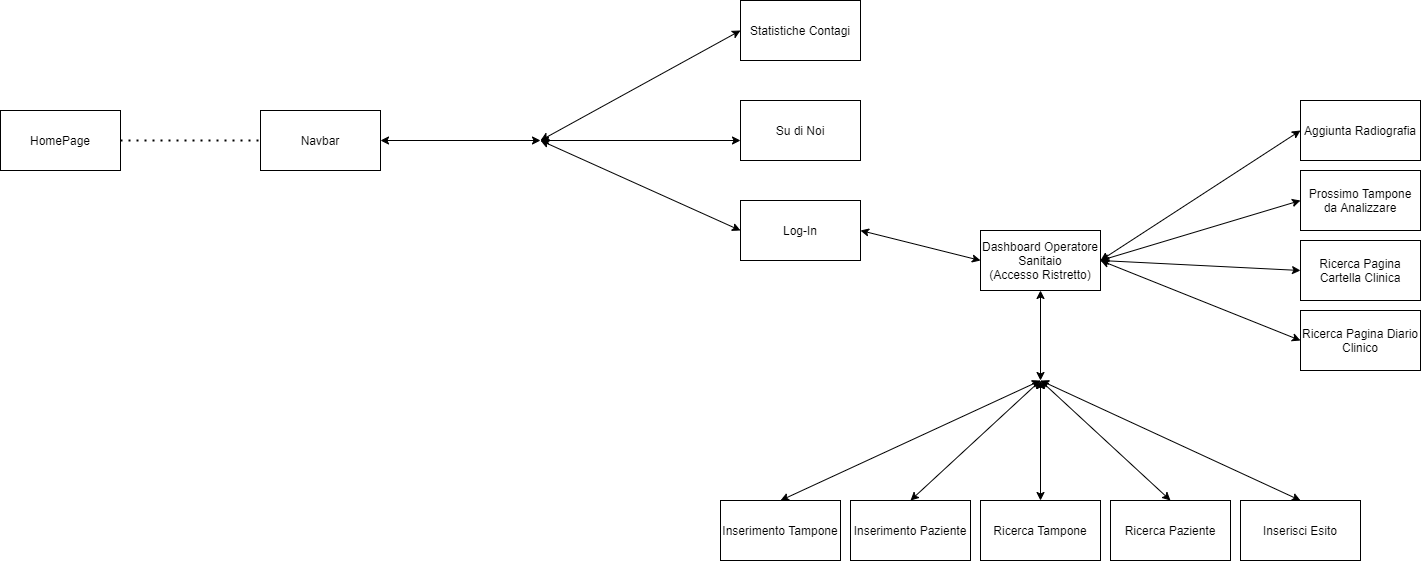 Statistiche Contagi
HomePage
Navbar
Su di Noi
Log-In
Dashboard Operatore
Sanitaio
(Accesso Ristretto)
Aggiunta Radiografia
Prossimo Tampone
da Analizzare
Ricerca Pagina
Cartella Clinica
Ricerca Pagina Diario
Clinico
Inserimento Tampone
Inserimento Paziente
Ricerca Tampone
Ricerca Paziente
Inserisci Esito